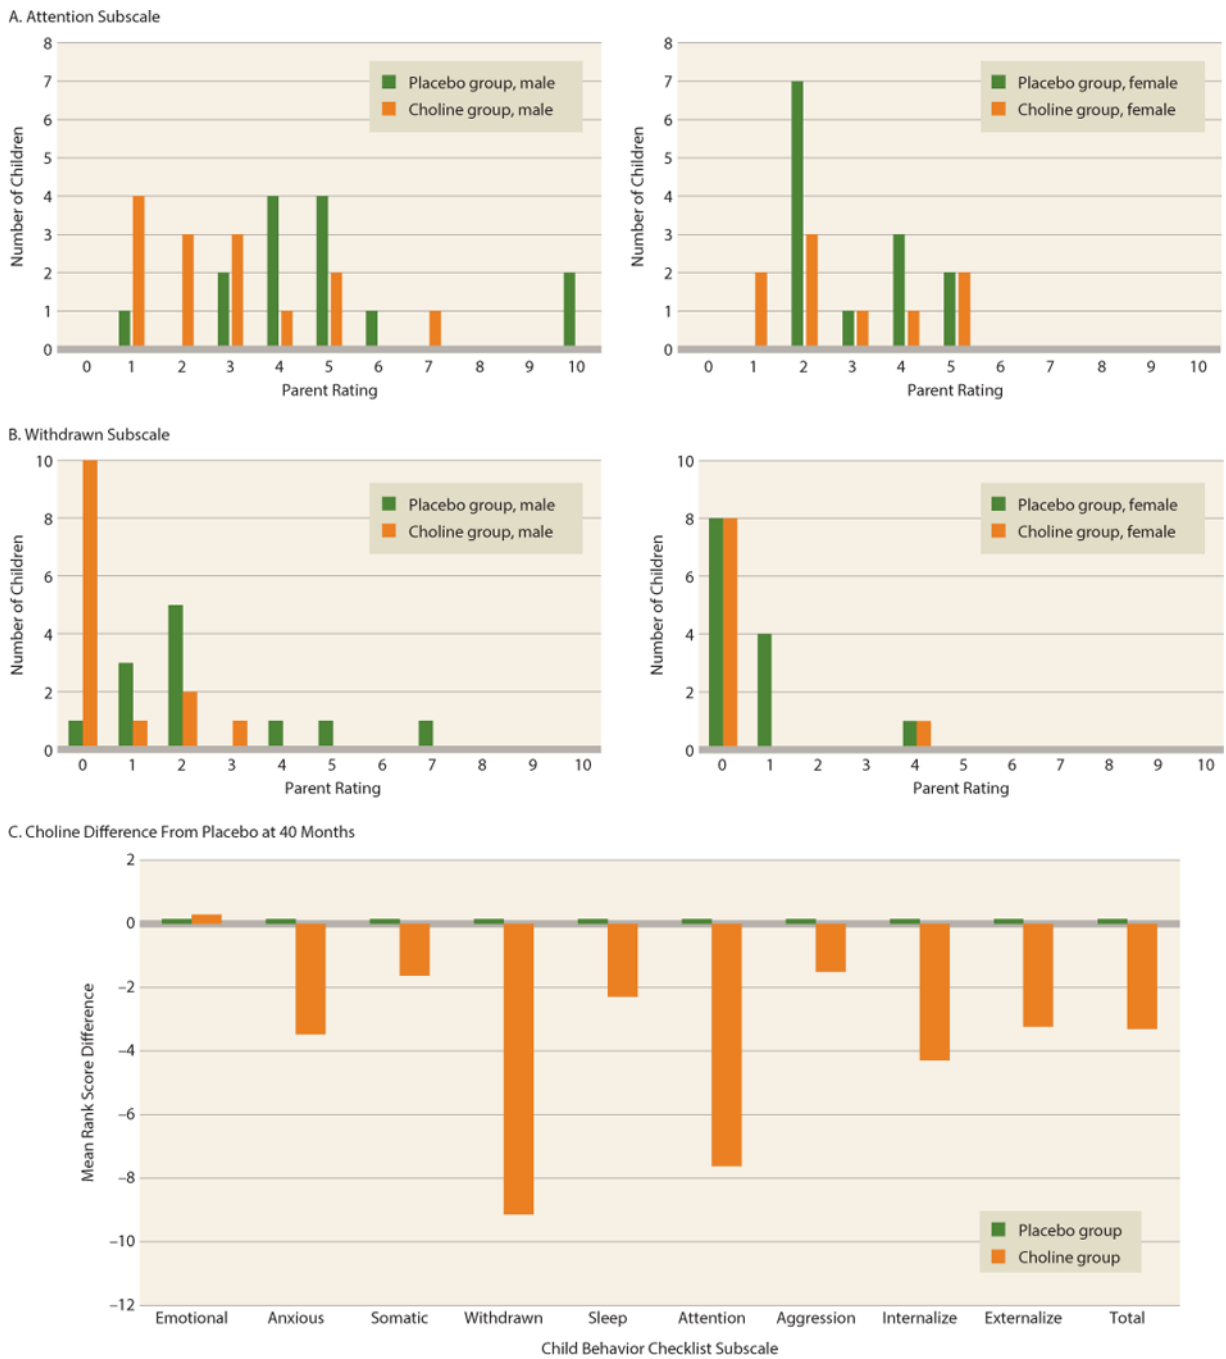 A. Attention Subscale
8
7
6
5
4
3
2
1
0
Number of Children
Placebo group, male
Choline group, male
0 1 2 3 4 5 6 7 8 9 10
Parent Rating
8
7
6
5
4
3
2
1
0
Number of Children
Placebo group, female
Choline group, female
0 1 2 3 4 5 6 7 8 9 10
Parent Rating
B. Withdrawn Subscale
10
8
6
4
2
0
Number of Children
Placebo group, male
Choline group, male
0 1 2 3 4 5 6 7 8 9 10
Parent Rating
10
8
6
4
2
0
Number of Children
Placebo group, female
Choline group, female
0 1 2 3 4 5 6 7 8 9 10
Parent Rating
C. Choline Difference From Placebo at 40 Months
2
0
–2
–4
–6
–8
–10
–12
Mean Rank Score Difference
Placebo group
Choline group
Emotional Anxious Somatic Withdrawn Sleep Attention Aggression Internalize Externalize Total
Child Behavior Checklist Subscale